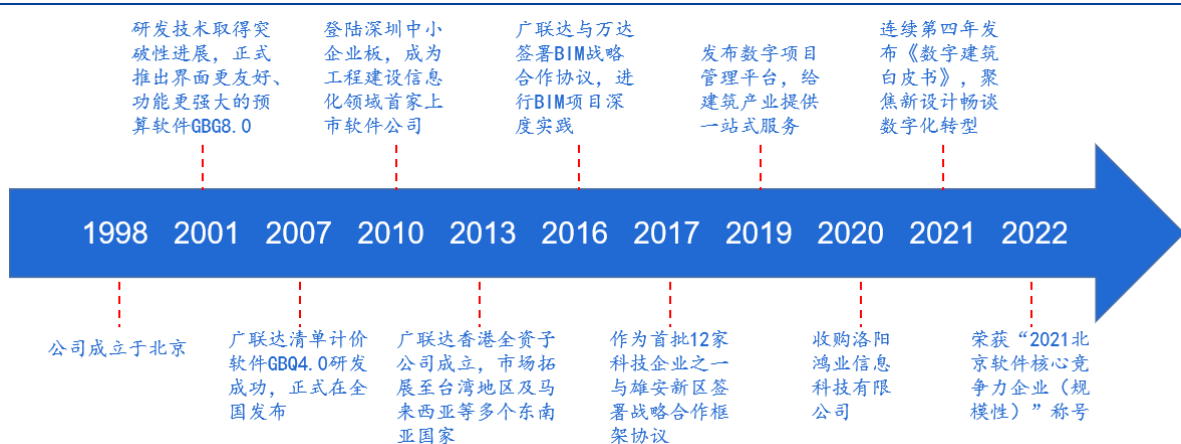 研发技术取得突
破性进展，正式
推出界面更友好、
功能更强大的预
算软件GBG8.0
登陆深圳中小
企业板，成为
工程建设信息
化领域首家上
市软件公司
广联达与万达
签署BIM战略
合作协议，进
行BIM项目深
度实践
发布数字项目
管理平台，给
建筑产业提供
一站式服务
连续第四年发
布《数字建筑
白皮书》，聚
焦新设计畅谈
数字化转型
1998 2001 2007 2010 2013 2016 2017 2019 2020 2021 2022
公司成立于北京
广联达清单计价
软件GBQ4.0研发
成功，正式在全
国发布
广联达香港全资子
公司成立，市场拓
展至台湾地区及马
来西亚等多个东南
亚国家
作为首批12家
科技企业之一
与雄安新区签
署战略合作框
架协议
收购洛阳
鸿业信息
科技有限
公司
荣获“2021北
京软件核心竞
争力企业（规
模性）”称号